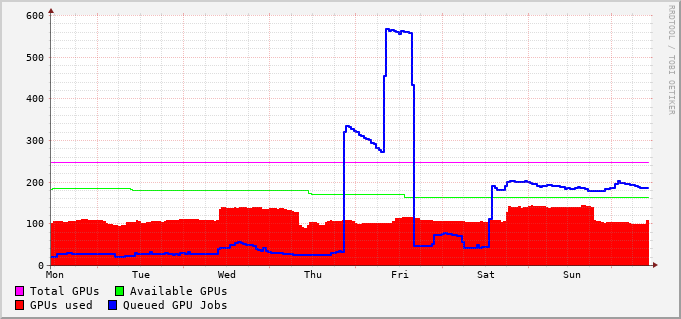 600
500
400
300
200
100
0
Mon Tue Wed Thu Fri Sat Sun
Total GPUs Available GPUs
GPUs used Queued GPU Jobs
RRDTOOL / TOBI OETIKER